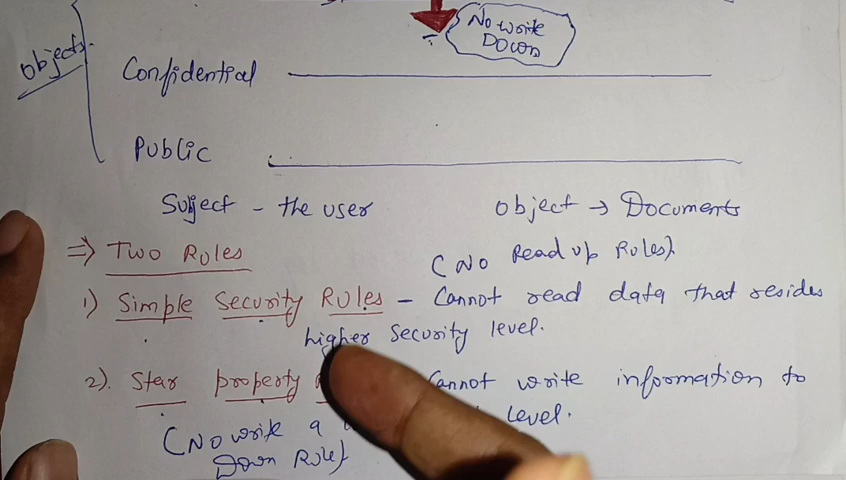 No write
Down
Objects.
Confidential
Public
Subject - the user
Object → Documents
⇒ Two Rules
(No Read up Rules)
1) Simple Security Rules - Cannot read data that resides
higher security level.
2). Star property Cannot write information to
(No write a level.
Down Rule)